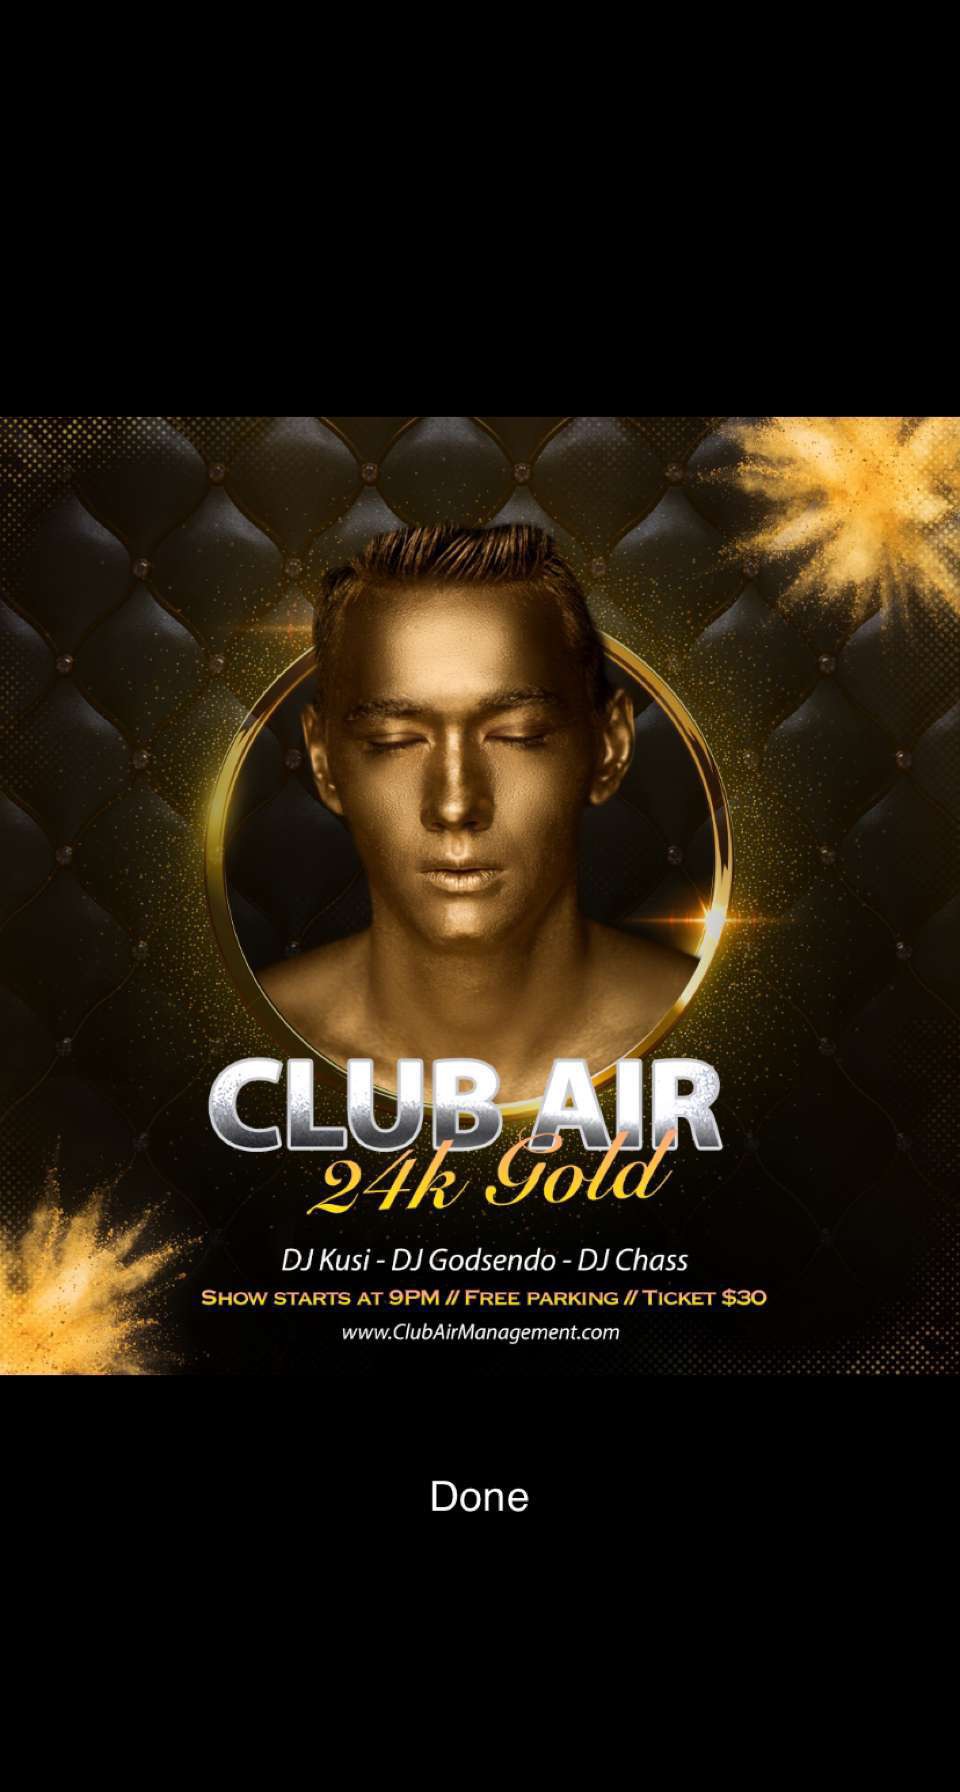 CLUB AIR
24k Gold
DJ Kusi - DJ Godsendo - DJ Chass
SHOW STARTS AT 9PM // FREE PARKING // TICKET $30
www.ClubAirManagement.com
Done